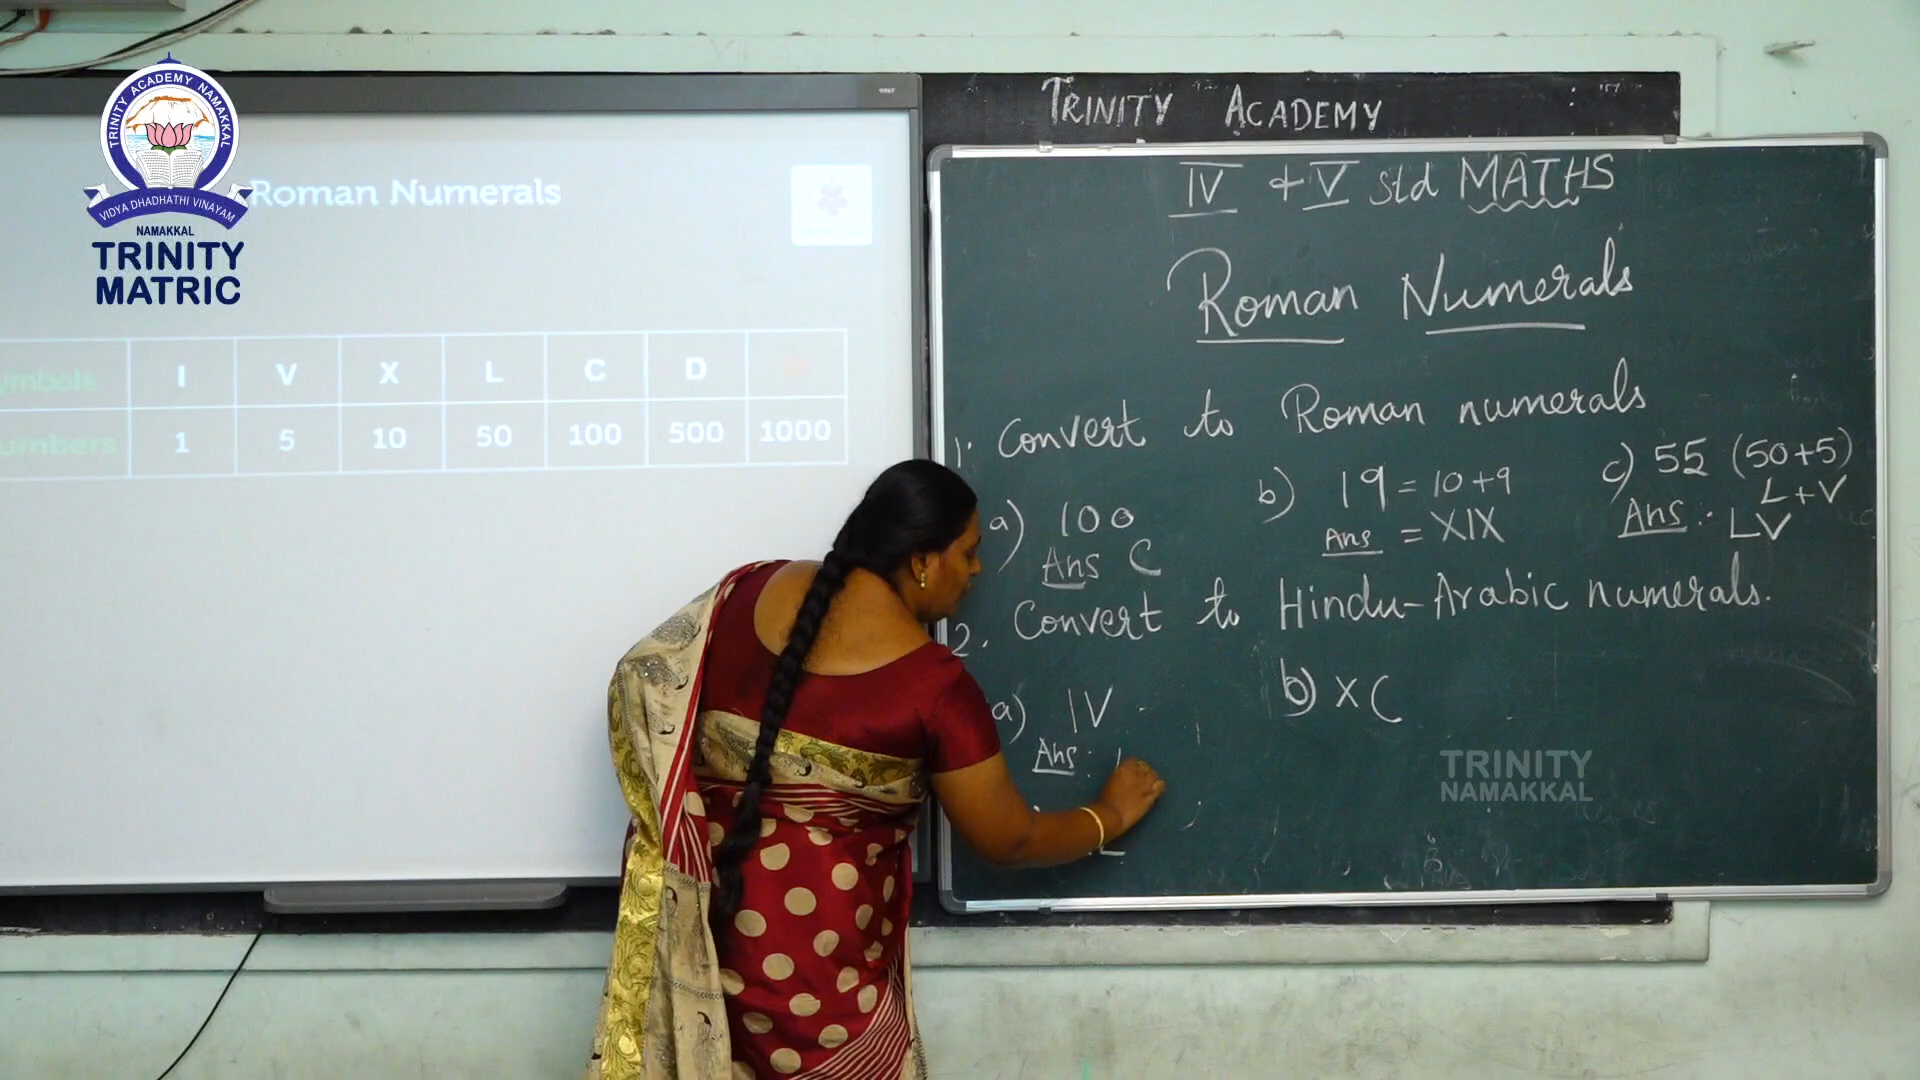 TRINITY ACADEMY NAMAKKAL
VIDYA DHADHATHI VINAYAM
NAMAKKAL
TRINITY
MATRIC
Roman Numerals
I V X L C D
1 5 10 50 100 500 1000
TRINITY ACADEMY
IV & V Std MATHS
Roman Numerals
1. Convert to Roman numerals
a) 100
Ans C
b) 19 = 10+9
Ans = XIX
c) 55 (50+5)
L+V
Ans: LV
2. Convert to Hindu-Arabic numerals.
a) IV
Ans:
b) XC
TRINITY
NAMAKKAL